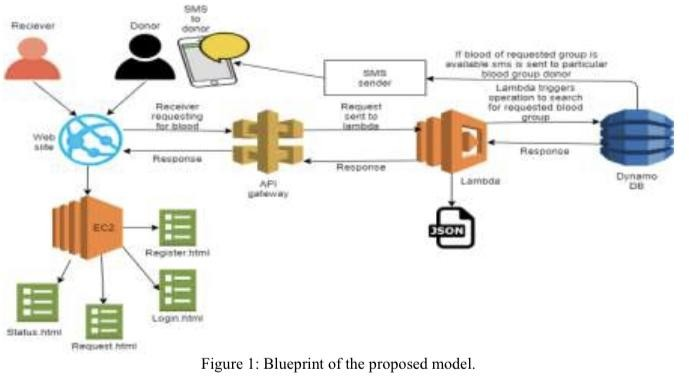 Reciever
Donor
SMS
to
donor
SMS
sender
If blood of requested group is
available sms is sent to particular
blood group donor
Lambda triggers
operation to search
for requested blood
group
Receiver
requesting
for blood
Request
sent to
lambda
Web
site
Response
Response
Response
API
gateway
Lambda
Dynamo
DB
JSON
EC2
Register.html
Login.html
Status.html
Request.html
Figure 1: Blueprint of the proposed model.